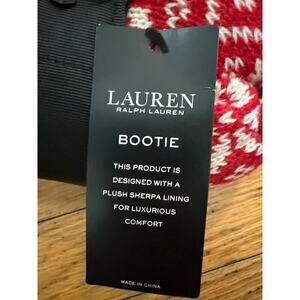 LAUREN
RALPH LAUREN
BOOTIE
THIS PRODUCT IS
DESIGNED WITH A
PLUSH SHERPA LINING
FOR LUXURIOUS
COMFORT
MADE IN CHINA